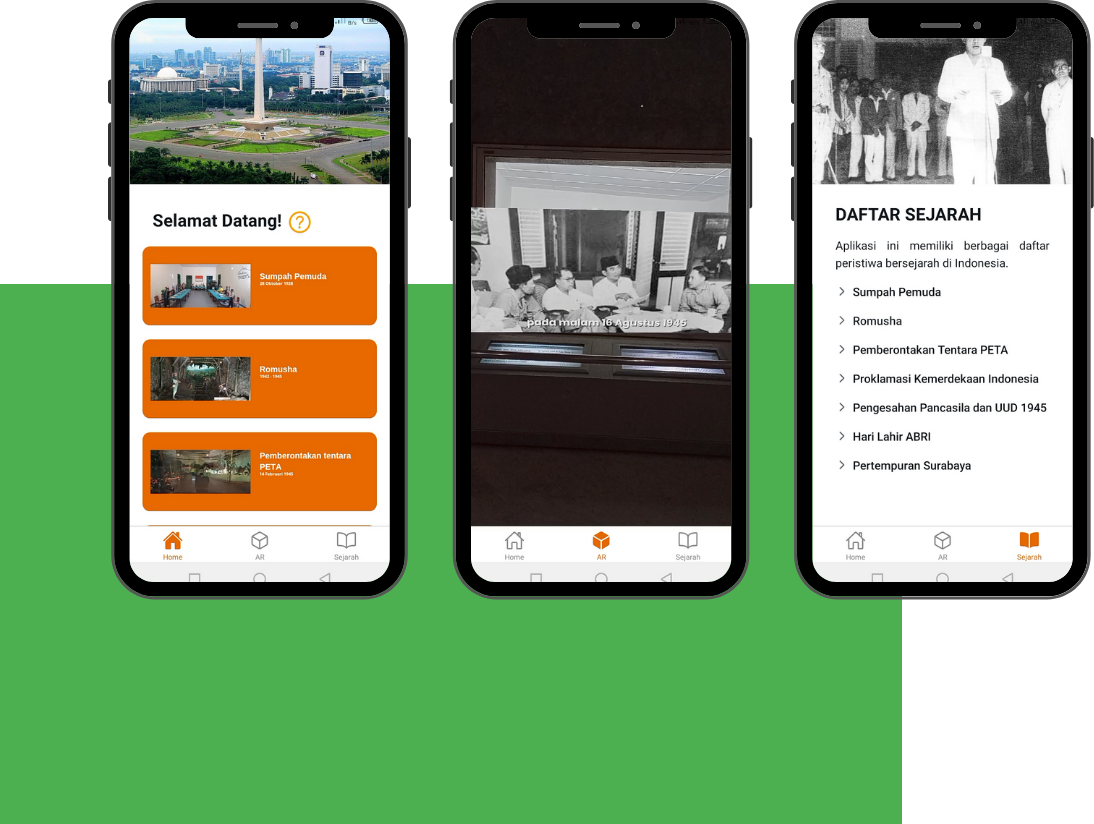 B/s
Selamat Datang!
Sumpah Pemuda
28 Oktober 1928
Romusha
1942 - 1945
Pemberontakan tentara
PETA
14 Februari 1945
Home
AR
Sejarah
pada malam 16 Agustus 1945
Home
AR
Sejarah
DAFTAR SEJARAH
Aplikasi ini memiliki berbagai daftar
peristiwa bersejarah di Indonesia.
Sumpah Pemuda
Romusha
Pemberontakan Tentara PETA
Proklamasi Kemerdekaan Indonesia
Pengesahan Pancasila dan UUD 1945
Hari Lahir ABRI
Pertempuran Surabaya
Home
AR
Sejarah